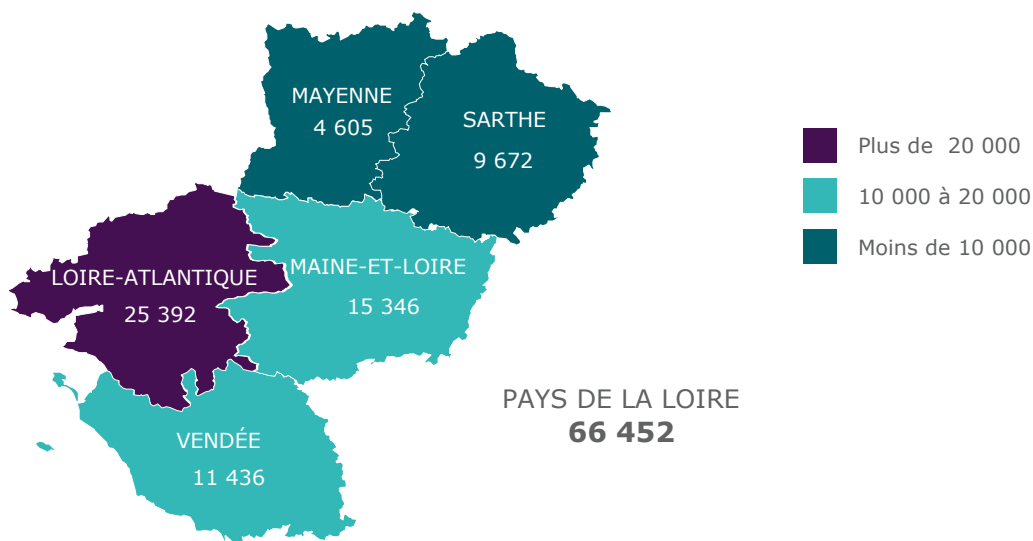 MAYENNE
4 605
SARTHE
9 672
LOIRE-ATLANTIQUE
25 392
MAINE-ET-LOIRE
15 346
VENDÉE
11 436
PAYS DE LA LOIRE
66 452
Plus de 20 000
10 000 à 20 000
Moins de 10 000